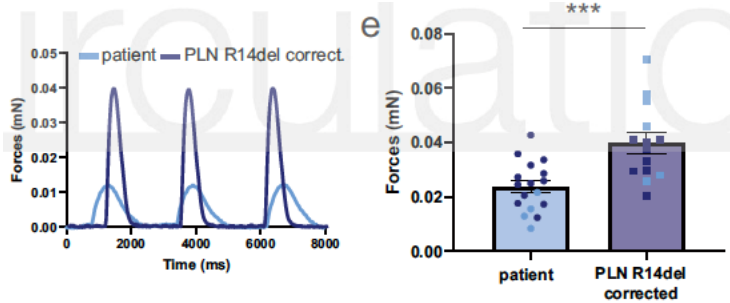 rculatio
e
***
patient PLN R14del correct.
Forces (mN)
0.05
0.04
0.03
0.02
0.01
0.00
0 2000 4000 6000 8000
Time (ms)
Forces (mN)
0.08
0.06
0.04
0.02
0.00
patient
PLN R14del
corrected